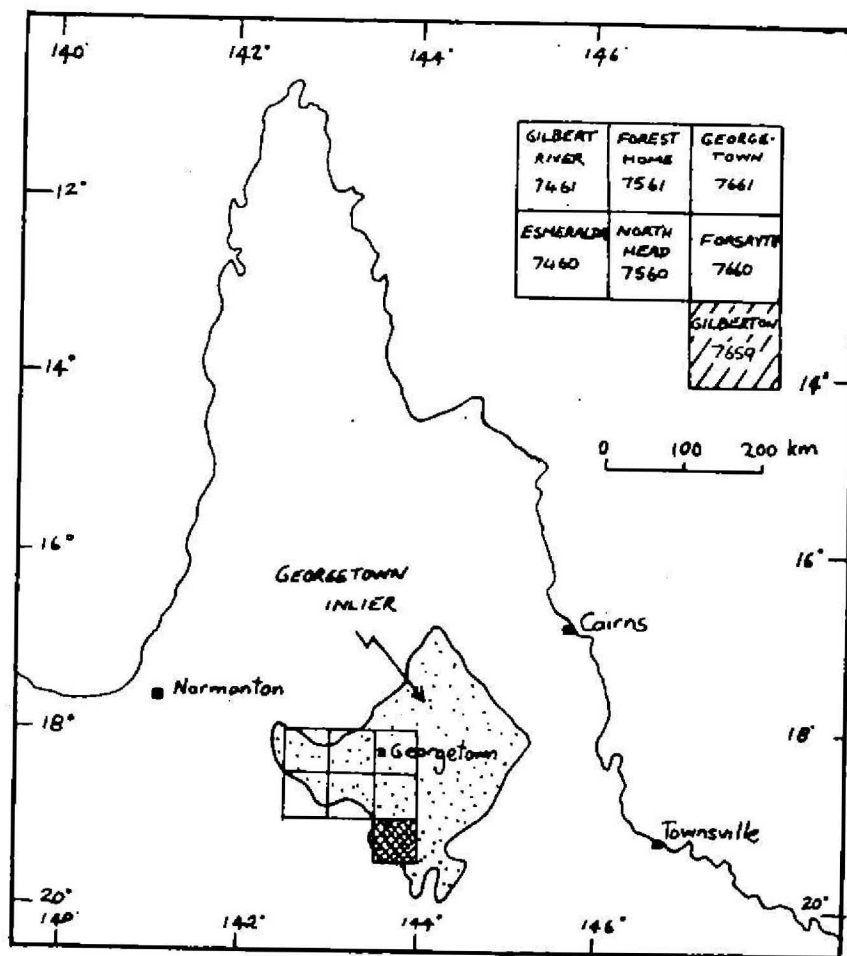 140°
142°
144°
146°
GILBERT
RIVER
7461
FOREST
HOME
7561
GEORGE-
TOWN
7661
ESMERALDA
7460
NORTH
HEAD
7560
FORSAYTH
7660
GILBERTON
7659
12°
14°
14°
0 100 200 km
16°
16°
GEORGETOWN
INLIER
Cairns
Normanton
18°
18°
Georgetown
Townsville
20°
20°
140°
142°
144°
146°